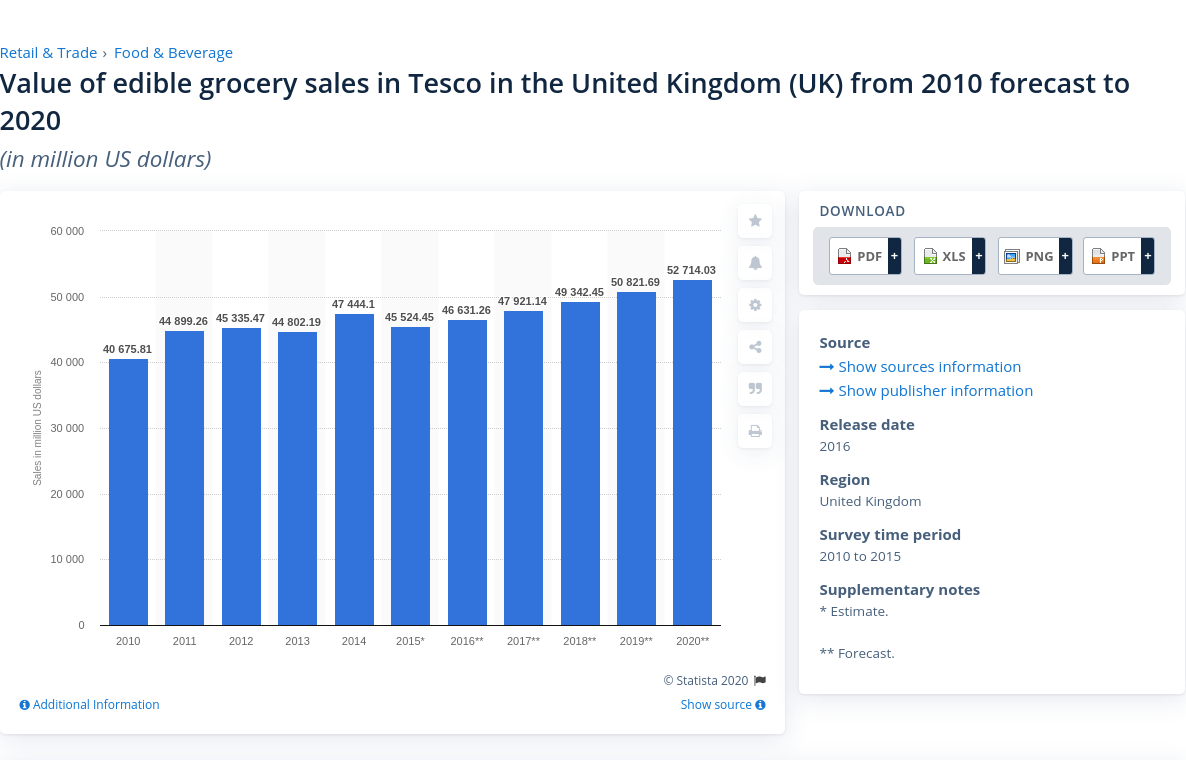 Retail & Trade › Food & Beverage
Value of edible grocery sales in Tesco in the United Kingdom (UK) from 2010 forecast to
2020
(in million US dollars)
60 000
50 000
40 000
30 000
20 000
10 000
0
Sales in million US dollars
40 675.81
44 899.26
45 335.47
44 802.19
47 444.1
45 524.45
46 631.26
47 921.14
49 342.45
50 821.69
52 714.03
2010 2011 2012 2013 2014 2015* 2016** 2017** 2018** 2019** 2020**
© Statista 2020
Additional Information Show source
DOWNLOAD
PDF + XLS + PNG + PPT +
Source
Show sources information
Show publisher information
Release date
2016
Region
United Kingdom
Survey time period
2010 to 2015
Supplementary notes
* Estimate.
** Forecast.